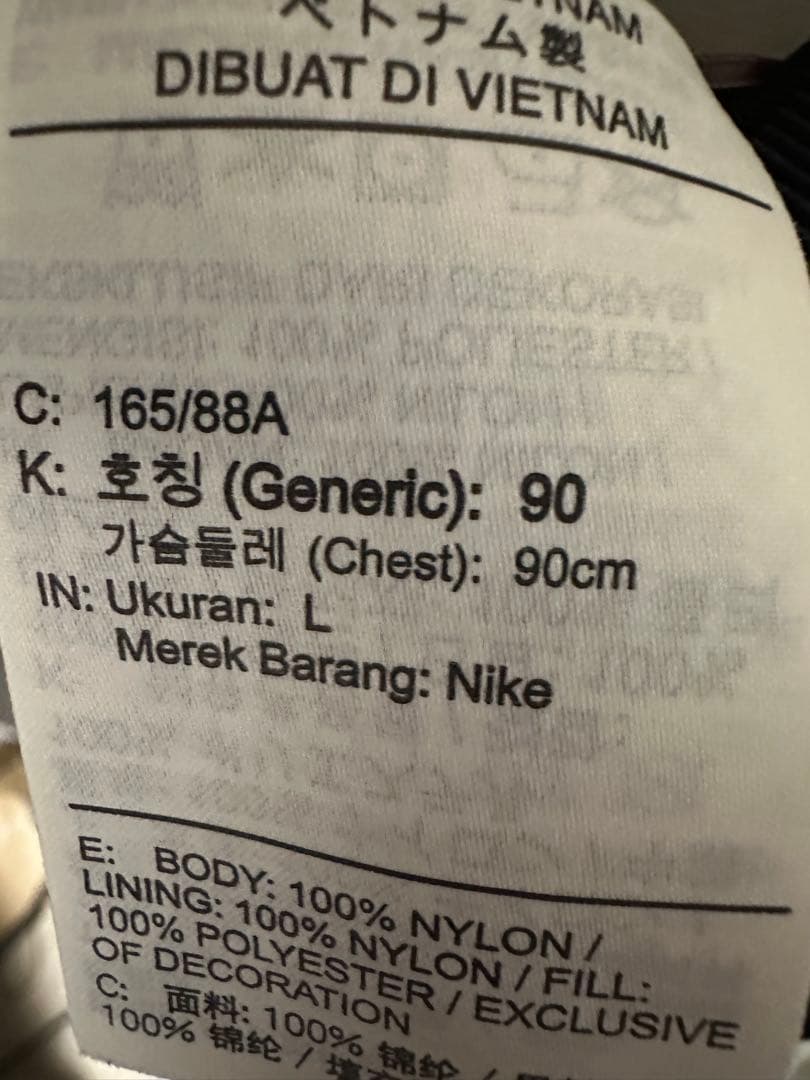 VIETNAM
ベトナム製
DIBUAT DI VIETNAM
C: 165/88A
K: 호칭 (Generic): 90
가슴둘레 (Chest): 90cm
IN: Ukuran: L
Merek Barang: Nike
E: BODY: 100% NYLON /
LINING: 100% NYLON / FILL:
100% POLYESTER / EXCLUSIVE
OF DECORATION
C: 面料: 100% 锦纶 /
100% 锦纶 /